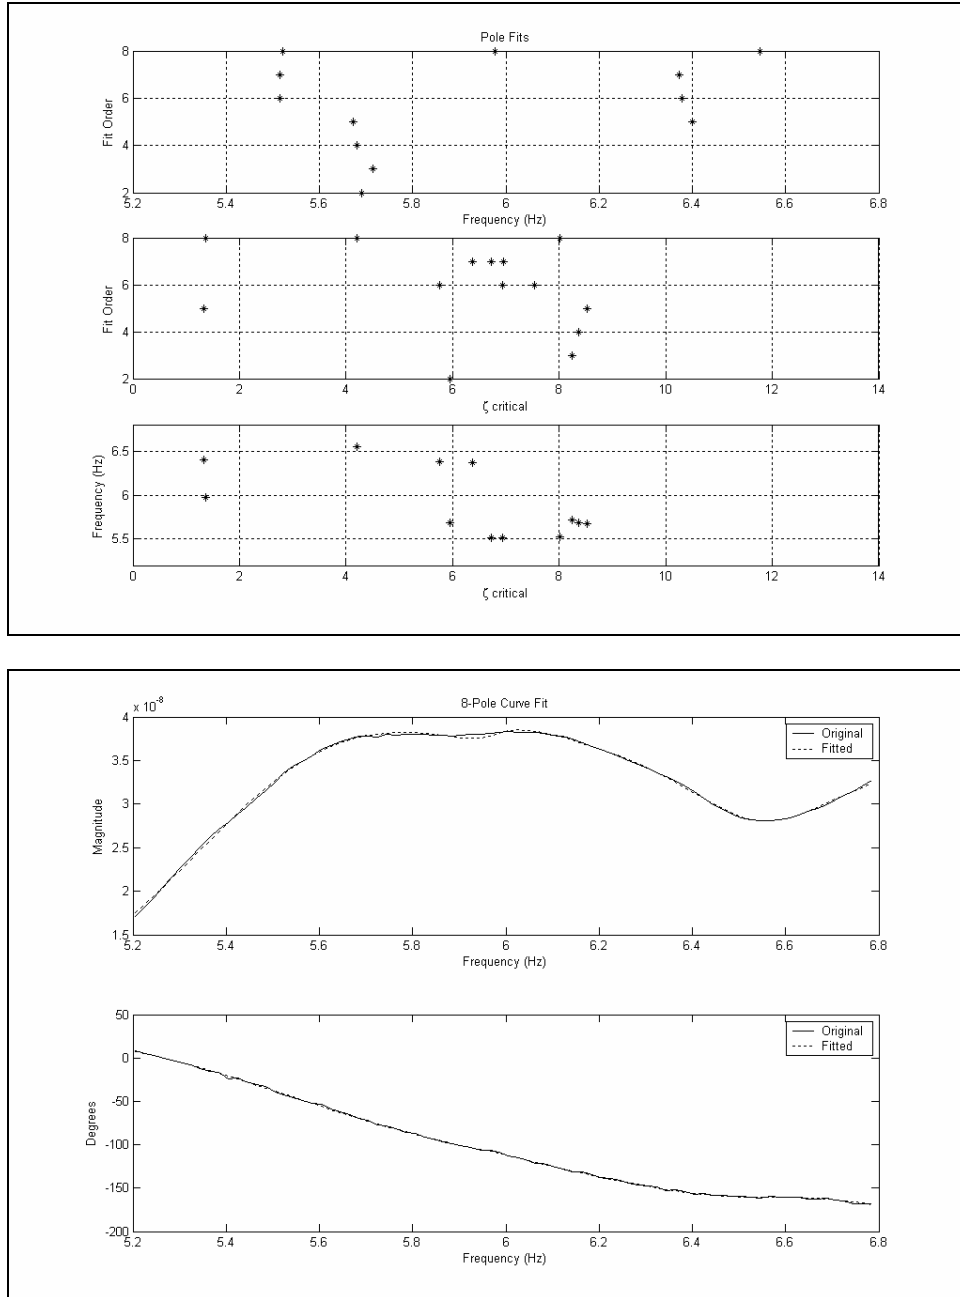 Pole Fits
8
6
4
2
Fit Order
5.2 5.4 5.6 5.8 6 6.2 6.4 6.6 6.8
Frequency (Hz)
8
6
4
2
Fit Order
0 2 4 6 8 10 12 14
ζ critical
6.5
6
5.5
Frequency (Hz)
0 2 4 6 8 10 12 14
ζ critical
x 10-8
8-Pole Curve Fit
4
3.5
3
2.5
2
1.5
Magnitude
Original
Fitted
5.2 5.4 5.6 5.8 6 6.2 6.4 6.6 6.8
Frequency (Hz)
50
0
-50
-100
-150
-200
Degrees
Original
Fitted
5.2 5.4 5.6 5.8 6 6.2 6.4 6.6 6.8
Frequency (Hz)